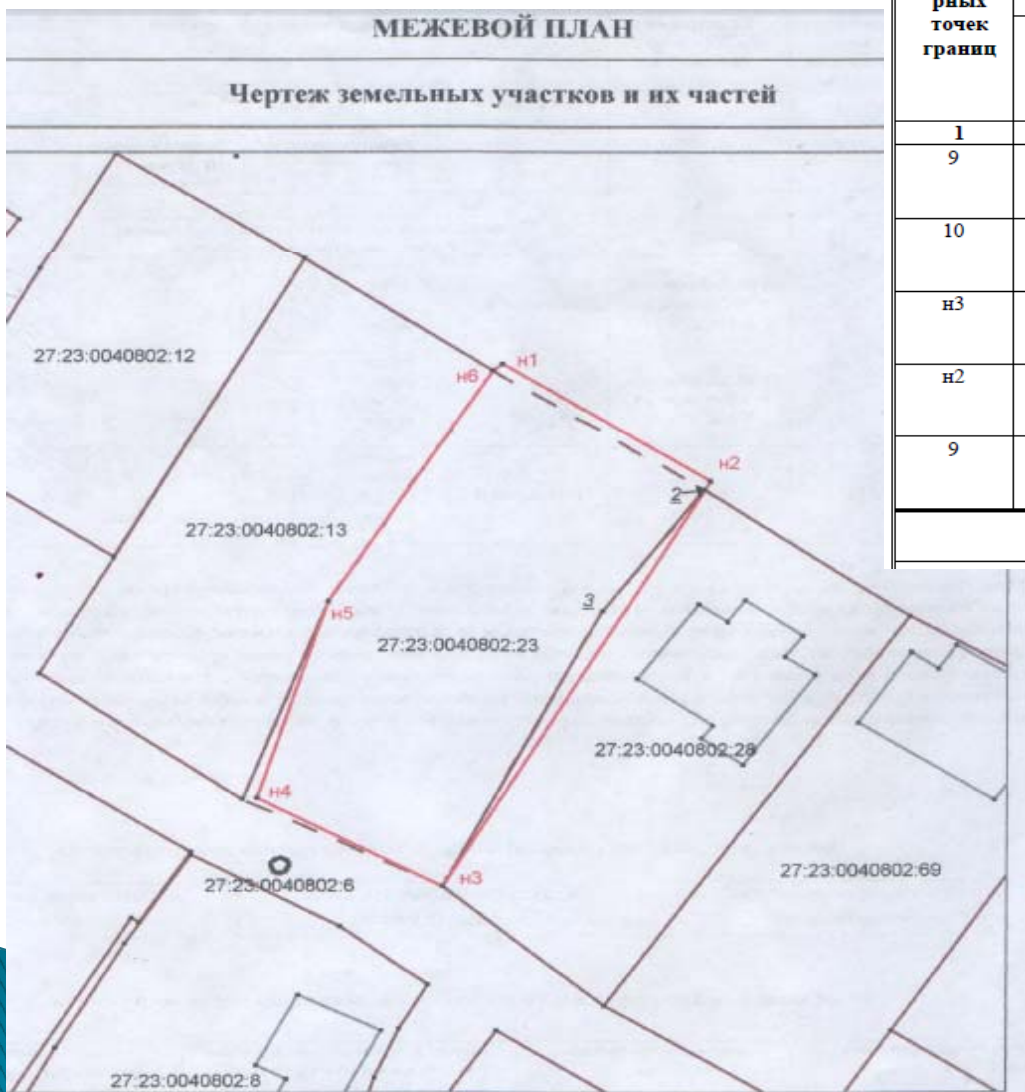 МЕЖЕВОЙ ПЛАН
Чертеж земельных участков и их частей
27:23:0040802:12
н6
н1
н2
2
27:23:0040802:13
н5
3
27:23:0040802:23
27:23:0040802:28
н4
н3
27:23:0040802:6
27:23:0040802:69
27:23:0040802:8
рных
точек
границ
1
9
10
н3
н2
9